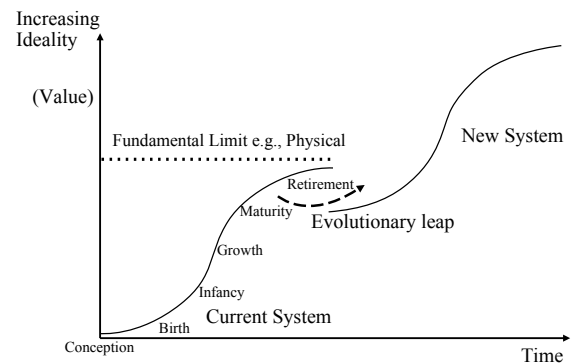 Increasing
Ideality
(Value)
Fundamental Limit e.g., Physical
New System
Retirement
Maturity
Evolutionary leap
Growth
Infancy
Current System
Birth
Conception
Time